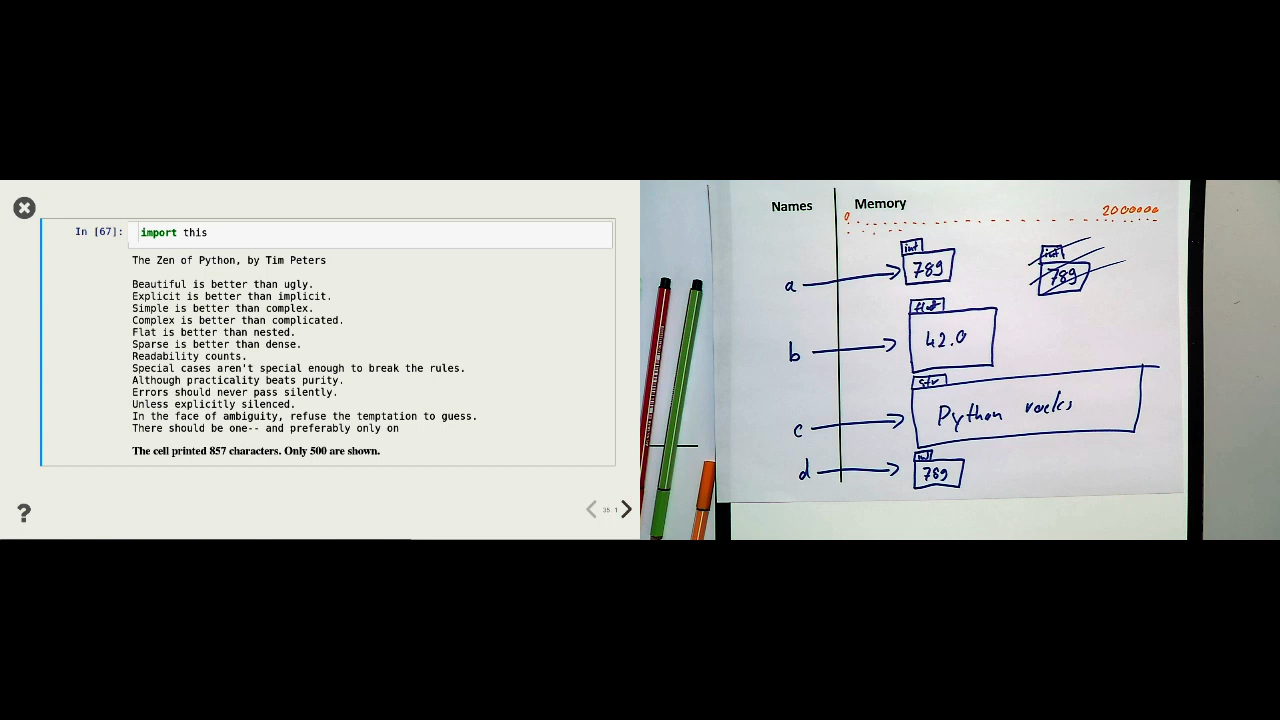 In [67]:
import this
The Zen of Python, by Tim Peters
Beautiful is better than ugly.
Explicit is better than implicit.
Simple is better than complex.
Complex is better than complicated.
Flat is better than nested.
Sparse is better than dense.
Readability counts.
Special cases aren't special enough to break the rules.
Although practicality beats purity.
Errors should never pass silently.
Unless explicitly silenced.
In the face of ambiguity, refuse the temptation to guess.
There should be one-- and preferably only on
The cell printed 857 characters. Only 500 are shown.
?
35.1
Names
Memory
0
2000000
int
int
a
789
789
float
b
42.0
str
c
Python rocks
int
d
789